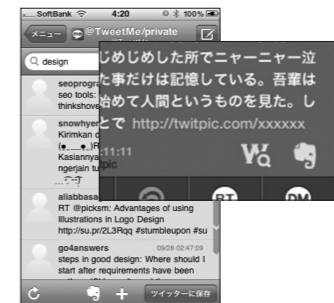 SoftBank
4:20
100%
メニュー
@TweetMe/private
design
seo tools:
thinkshove
Kirimkan c
Kasiannya
ngerjain tu
aliabbasa
RT @picksm: Advantages of using
Illustrations in Logo Design
http://su.pr/2L3Rqq #stumbleupon #su
go4answers 09/28 02:47:09
steps in good design: Where should I
start after requirements have been
ツイッターに保存
じめじめした所でニャーニャー泣
た事だけは記憶している。吾輩は
始めて人間というものを見た。し
とで http://twitpic.com/xxxxxx
:11:11
pic
RT
DM